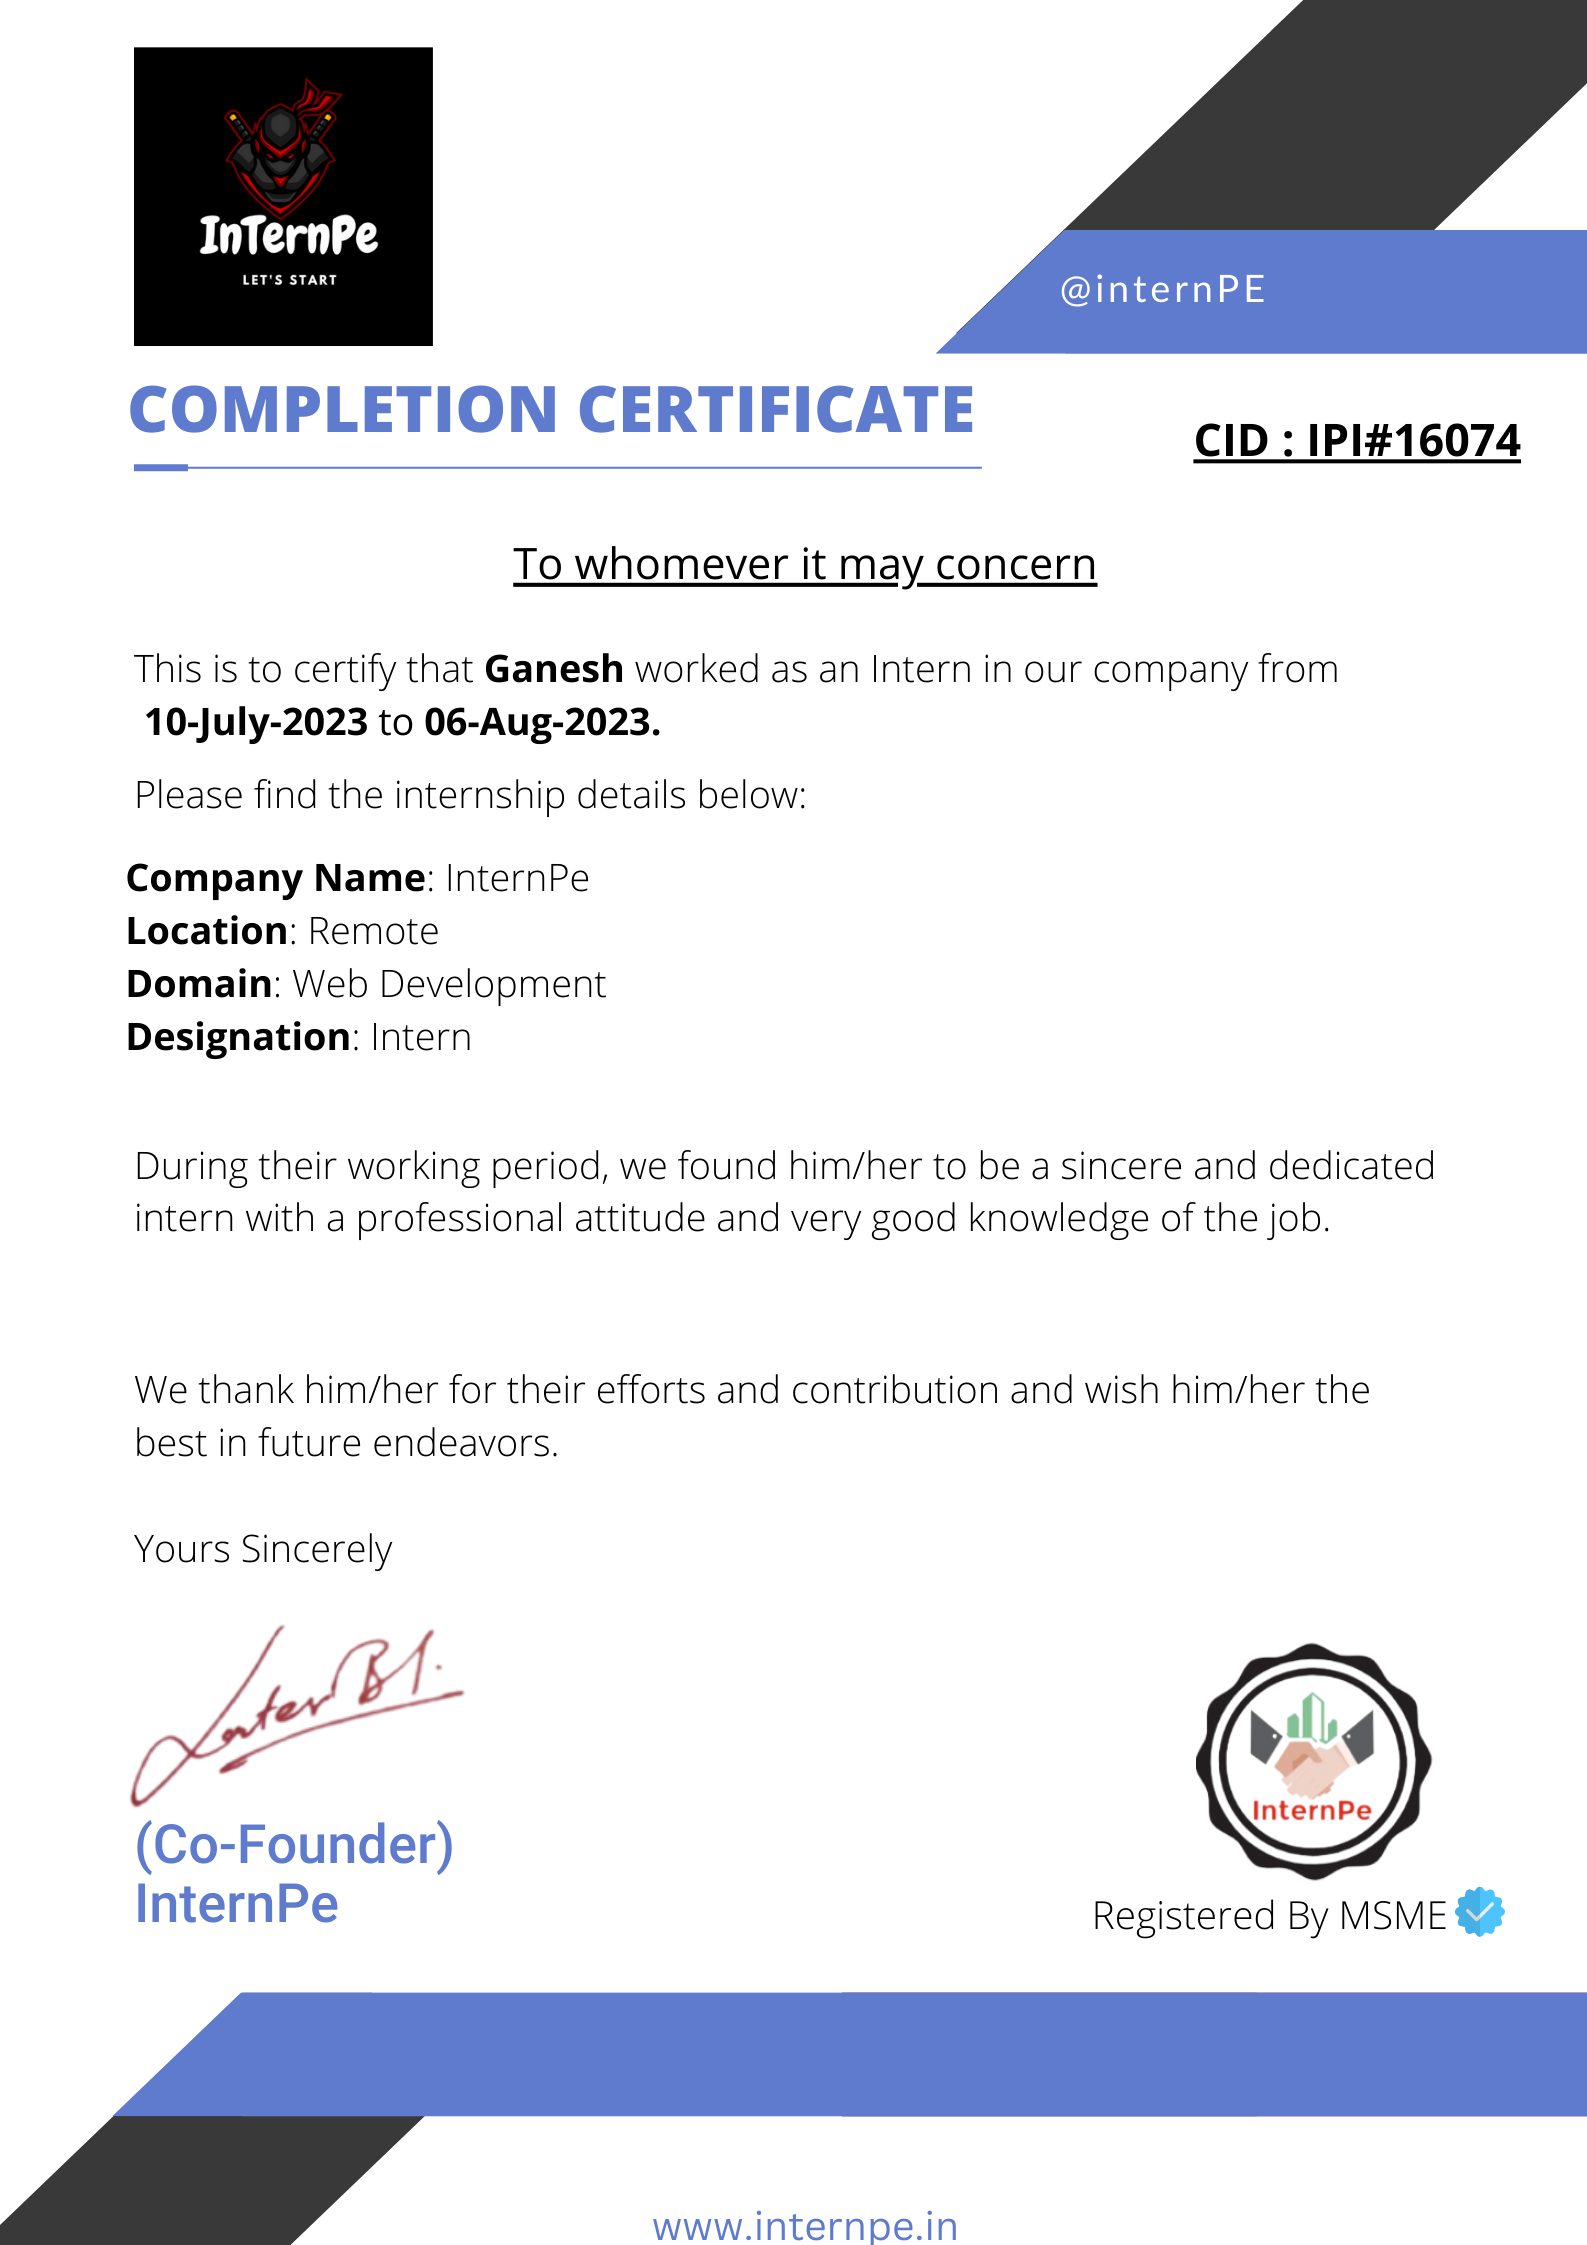 InTernPe
LET'S START
@internPE
COMPLETION CERTIFICATE
CID : IPI#16074
To whomever it may concern
This is to certify that Ganesh worked as an Intern in our company from
10-July-2023 to 06-Aug-2023.
Please find the internship details below:
Company Name: InternPe
Location: Remote
Domain: Web Development
Designation: Intern
During their working period, we found him/her to be a sincere and dedicated
intern with a professional attitude and very good knowledge of the job.
We thank him/her for their efforts and contribution and wish him/her the
best in future endeavors.
Yours Sincerely
(Co-Founder)
InternPe
InternPe
Registered By MSME
www.internpe.in